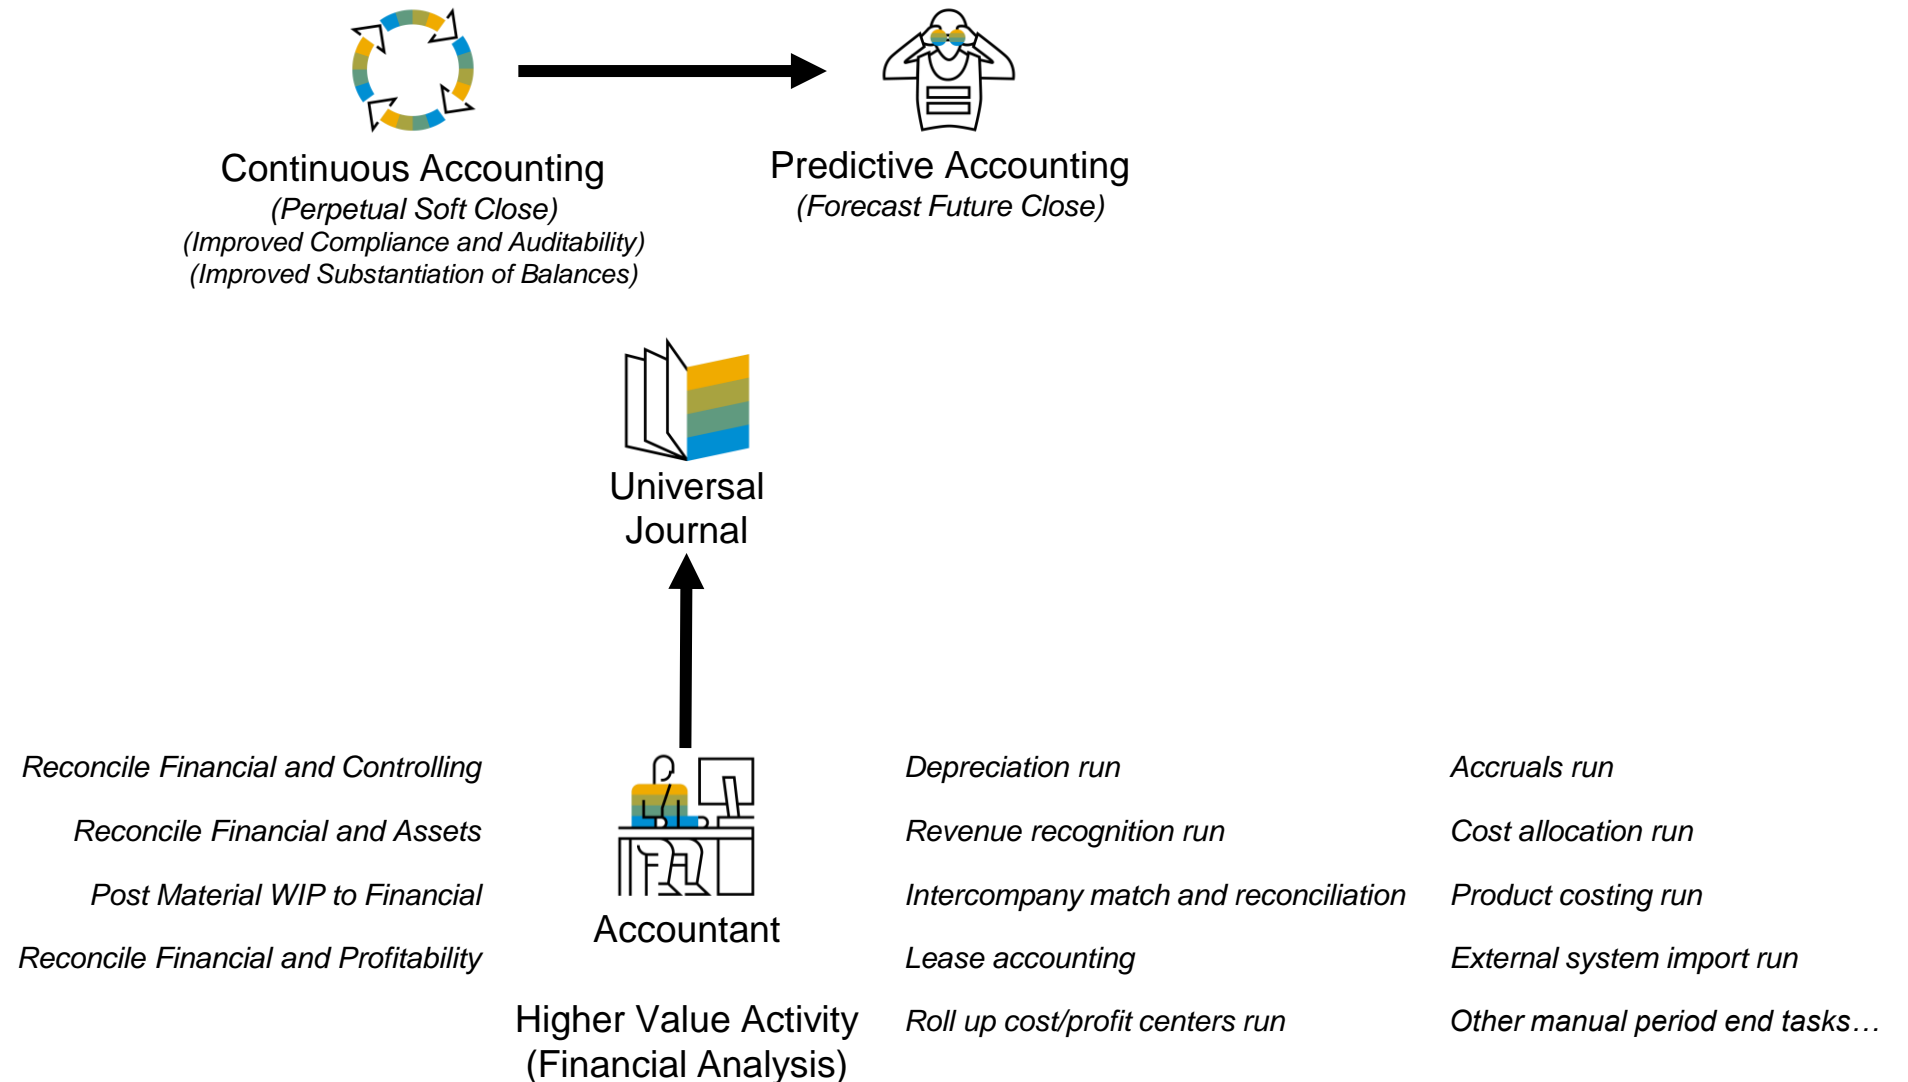 Continuous Accounting
(Perpetual Soft Close)
(Improved Compliance and Auditability)
(Improved Substantiation of Balances)
Predictive Accounting
(Forecast Future Close)
Universal
Journal
Reconcile Financial and Controlling
Reconcile Financial and Assets
Post Material WIP to Financial
Reconcile Financial and Profitability
Accountant
Higher Value Activity
(Financial Analysis)
Depreciation run
Revenue recognition run
Intercompany match and reconciliation
Lease accounting
Roll up cost/profit centers run
Accruals run
Cost allocation run
Product costing run
External system import run
Other manual period end tasks…